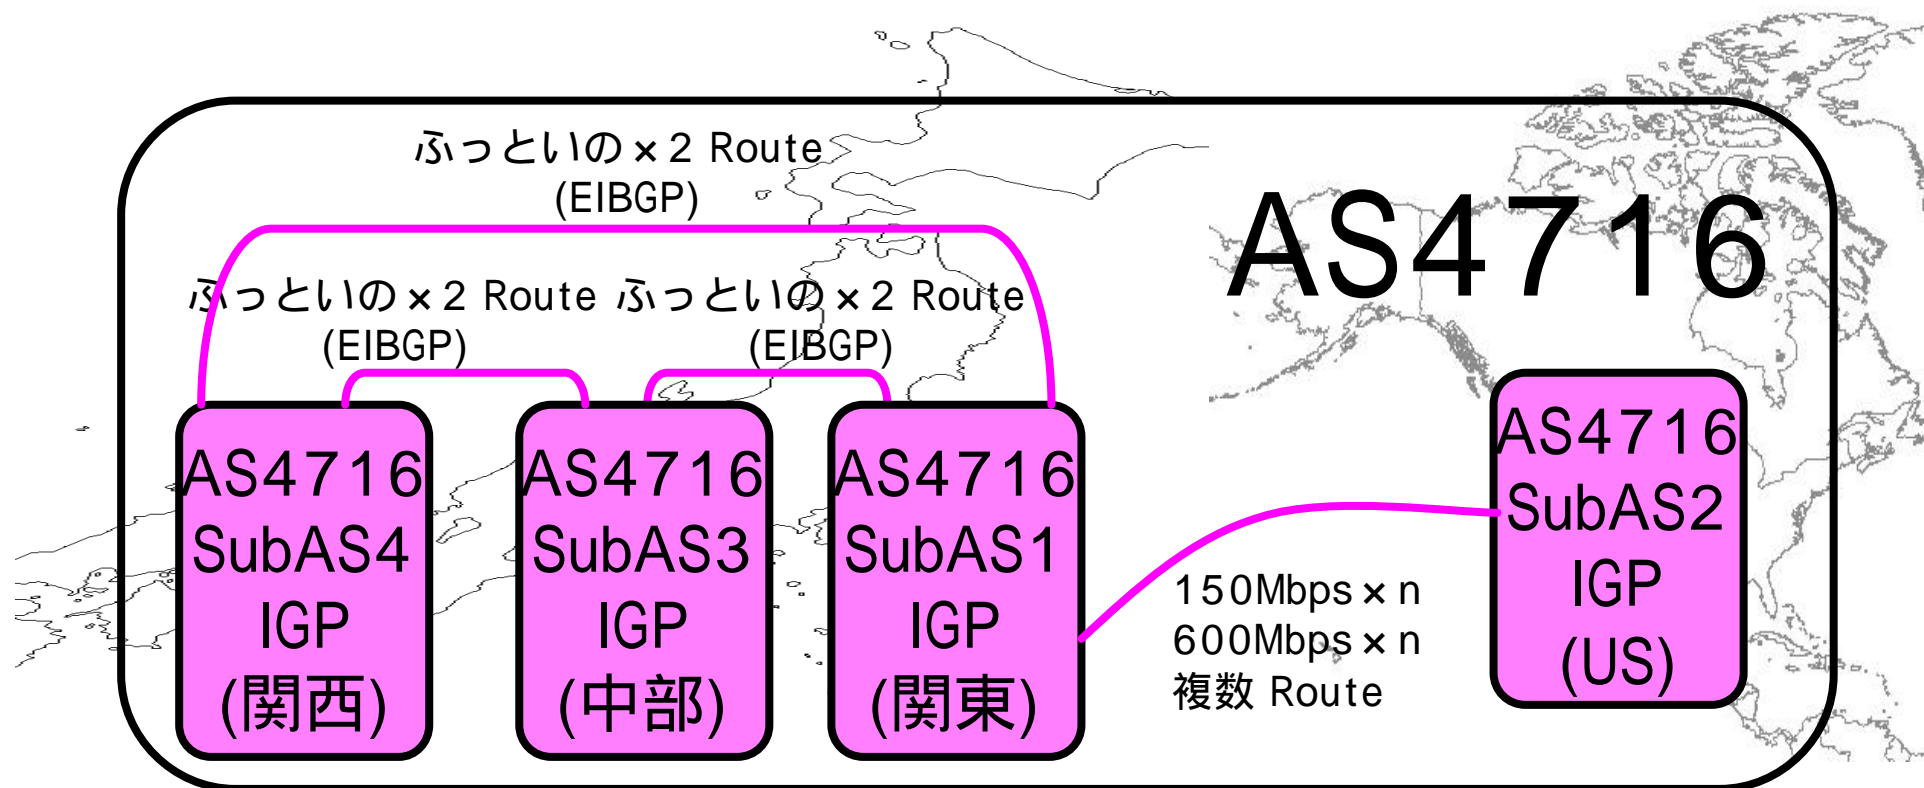 ふっといの×2 Route
(EIBGP)
AS4716
ふっといの×2 Route
(EIBGP)
ふっといの×2 Route
(EIBGP)
AS4716
SubAS4
IGP
(関西)
AS4716
SubAS3
IGP
(中部)
AS4716
SubAS1
IGP
(関東)
150Mbps×n
600Mbps×n
複数 Route
AS4716
SubAS2
IGP
(US)